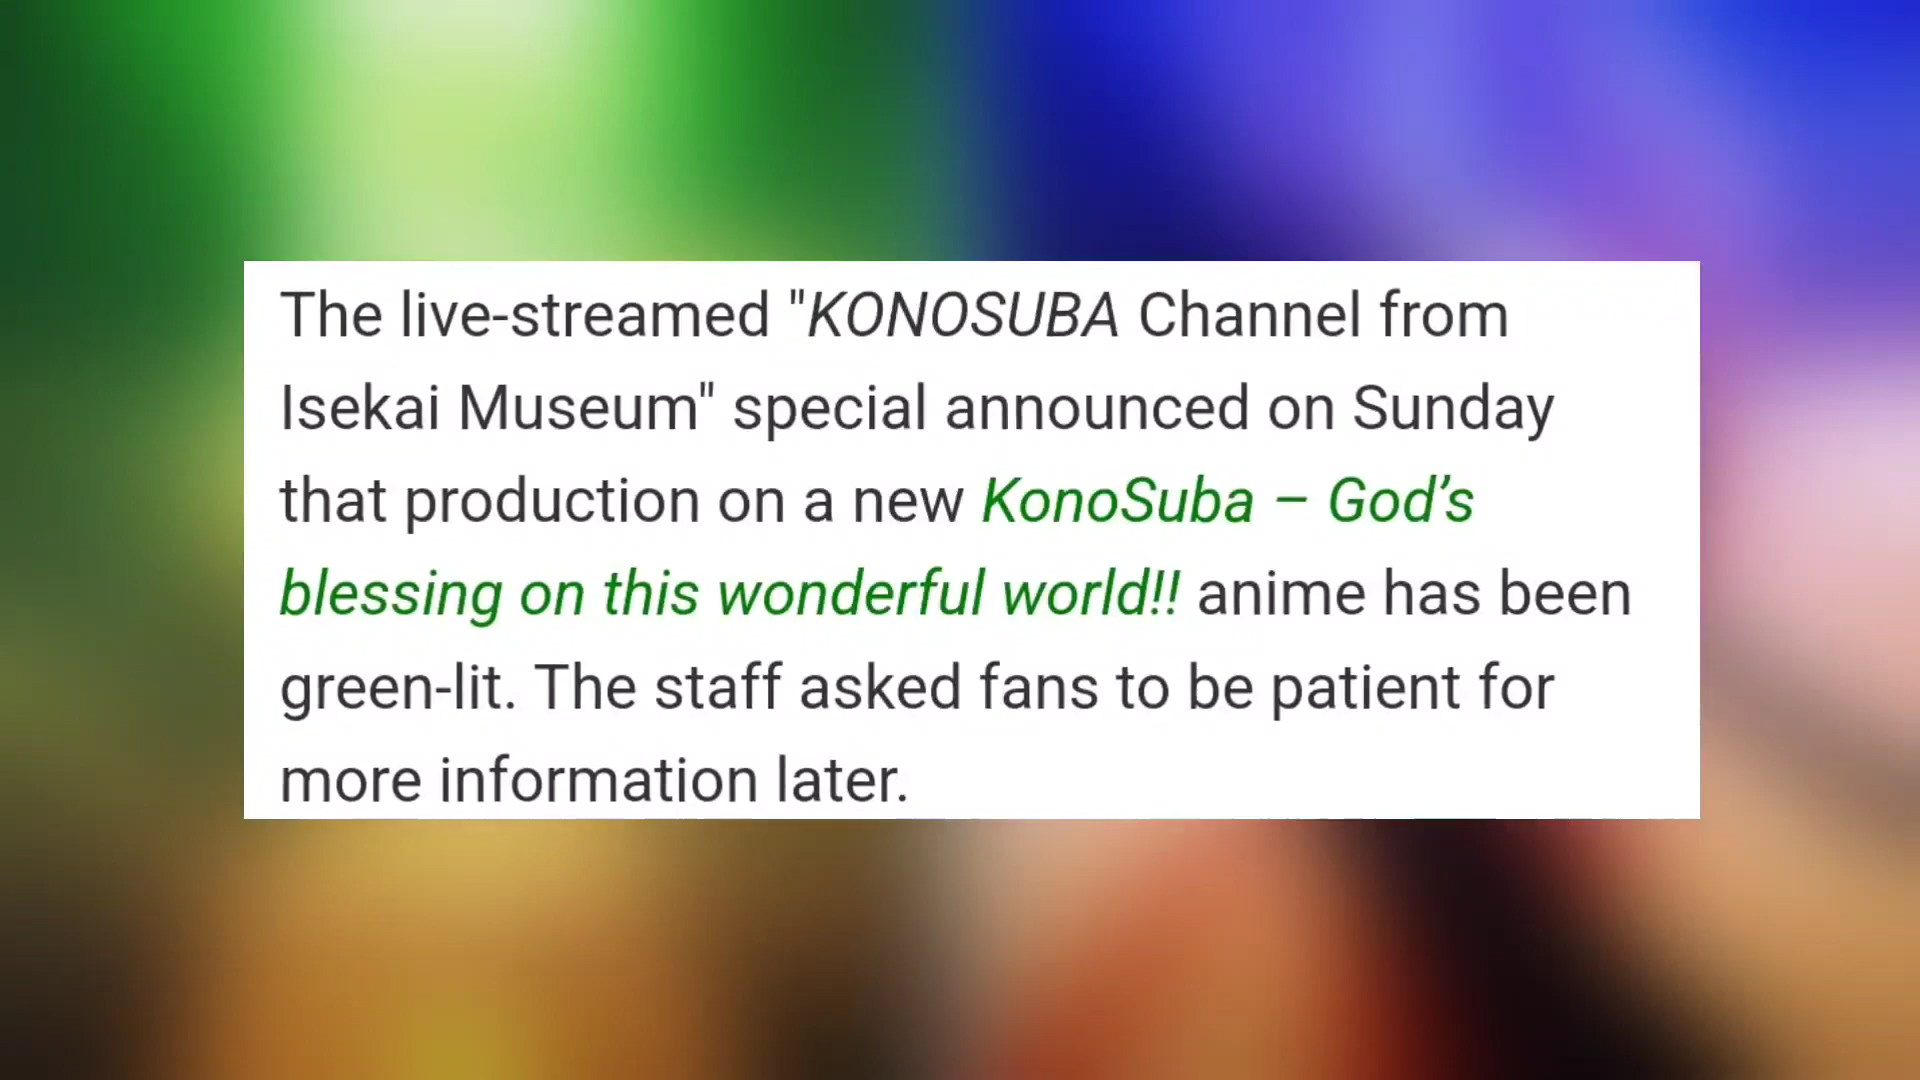 The live-streamed "KONOSUBA Channel from
Isekai Museum" special announced on Sunday
that production on a new KonoSuba – God’s
blessing on this wonderful world!! anime has been
green-lit. The staff asked fans to be patient for
more information later.